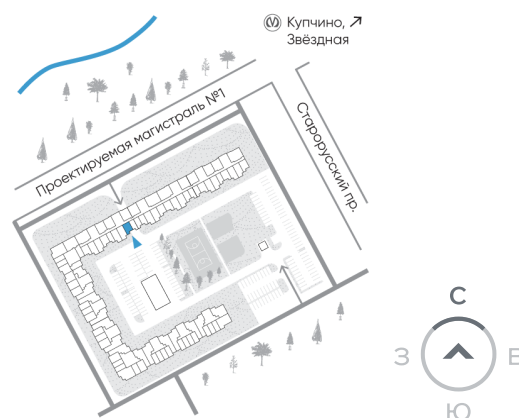 Купчино,
Звёздная
Проектируемая магистраль №1
Старорусский пр.
С
З
В
Ю